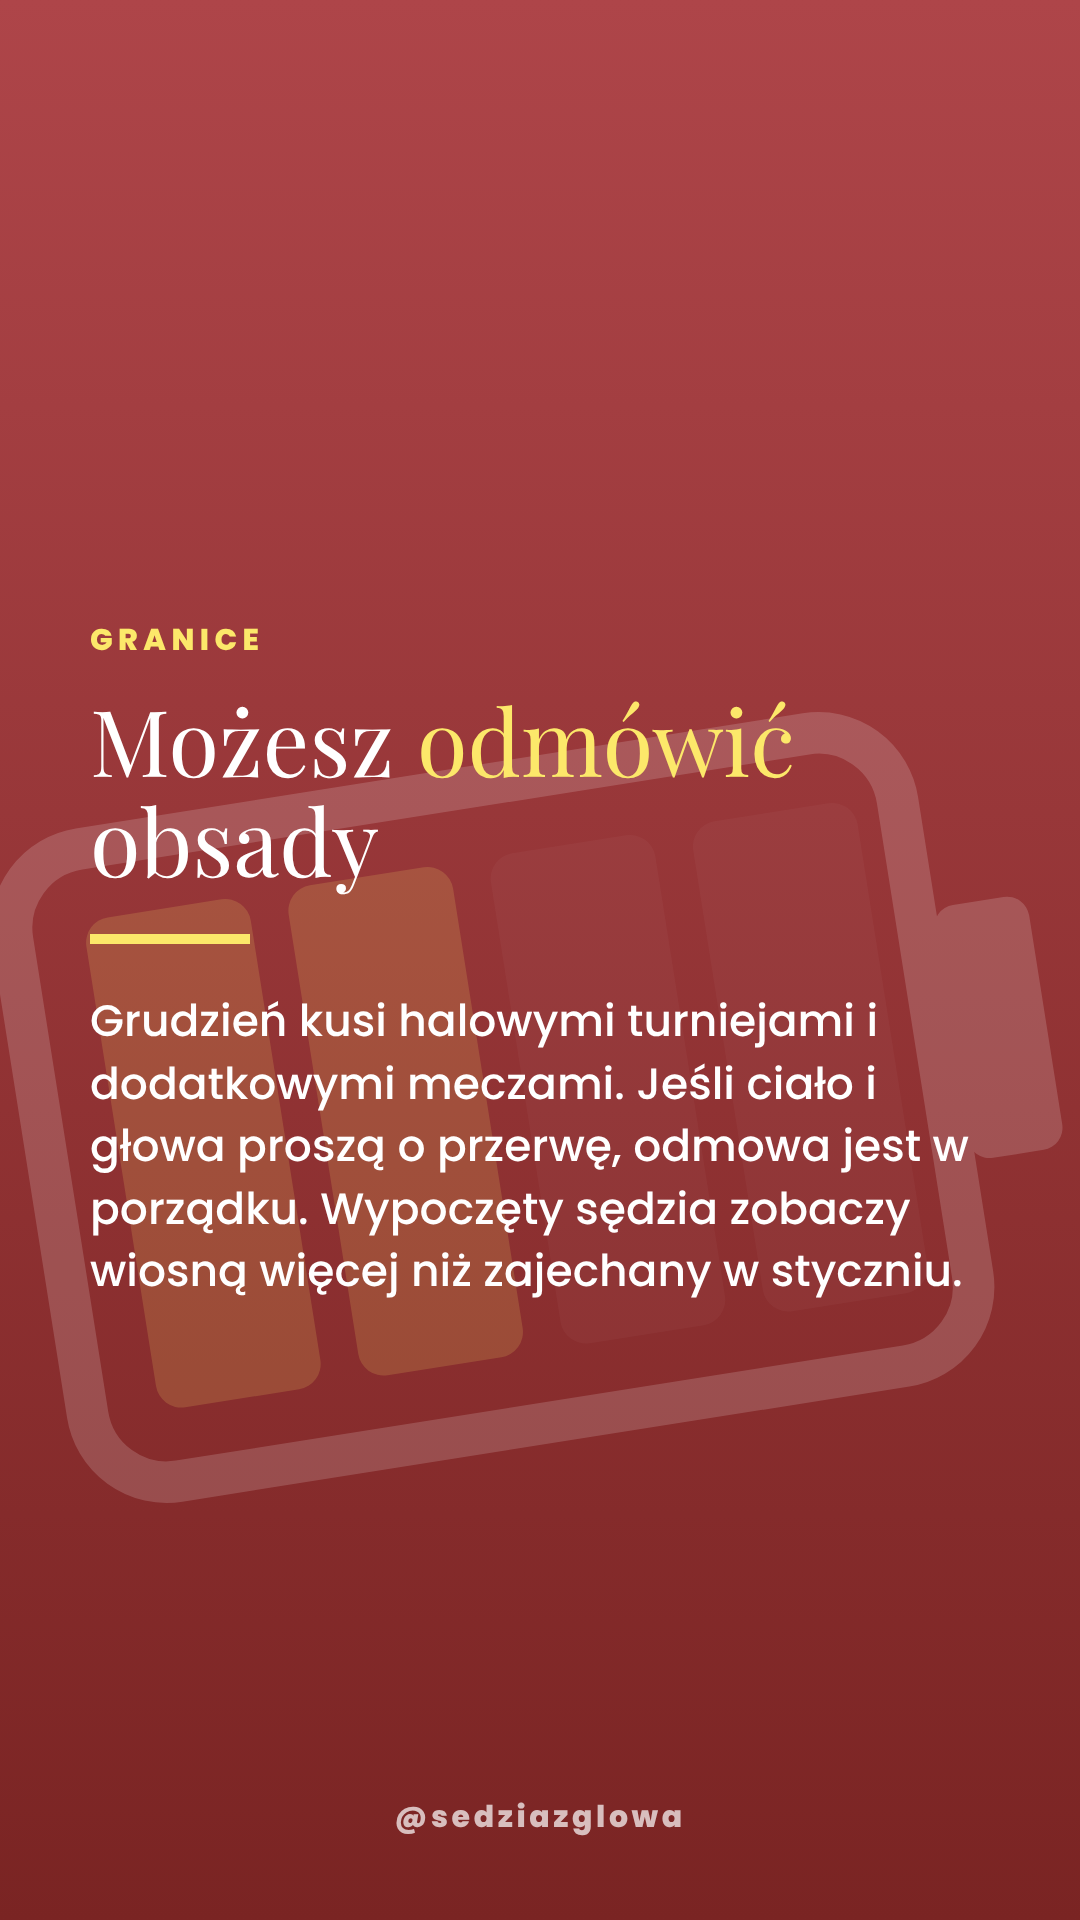 GRANICE
Możesz odmówić
obsady
Grudzień kusi halowymi turniejami i
dodatkowymi meczami. Jeśli ciało i
głowa proszą o przerwę, odmowa jest w
porządku. Wypoczęty sędzia zobaczy
wiosną więcej niż zajechany w styczniu.
@sedziazglowa